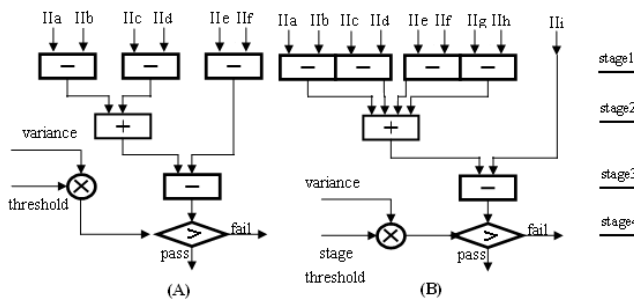 IIa IIb IIc IId IIe IIf IIa IIb IIc IId IIe IIf IIg IIh IIi
− − − − − − − stage1
+ + stage2
variance
× − variance − stage3
threshold
> fail × > fail stage4
pass stage pass
threshold
(A) (B)